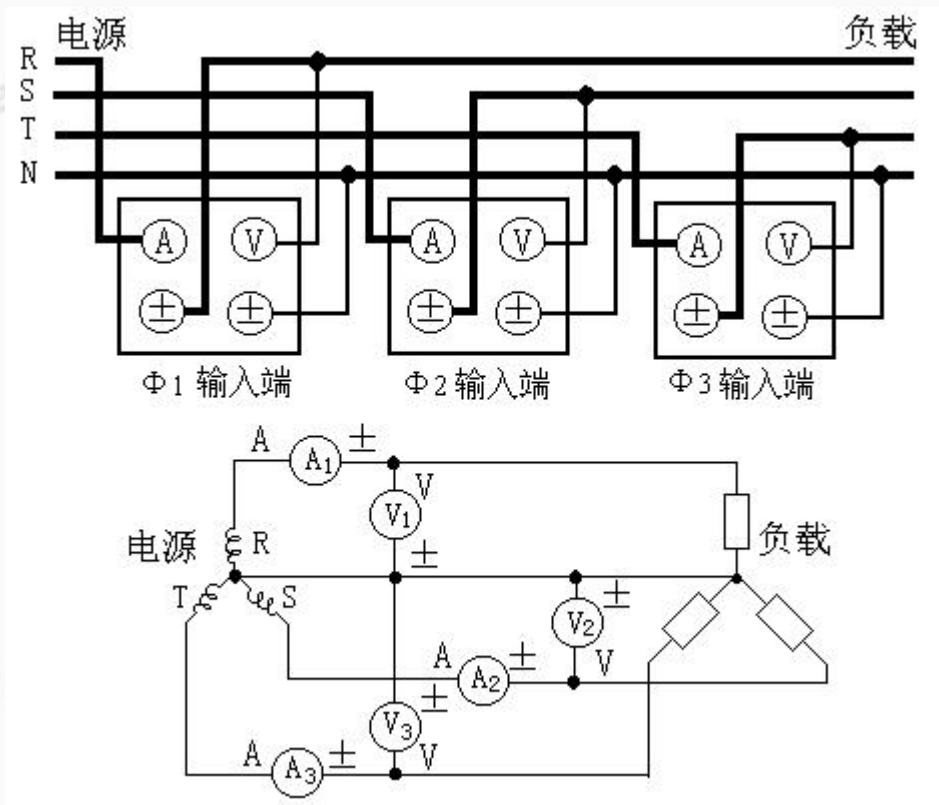 电源 负载
R
S
T
N
A V A V A V
± ± ± ± ± ±
Φ1 输入端 Φ2 输入端 Φ3 输入端
A A₁ ±
V
V₁
电源 R 负载
±
T S
±
V₂
A A₂ ± V
±
V₃
A A₃ ± V